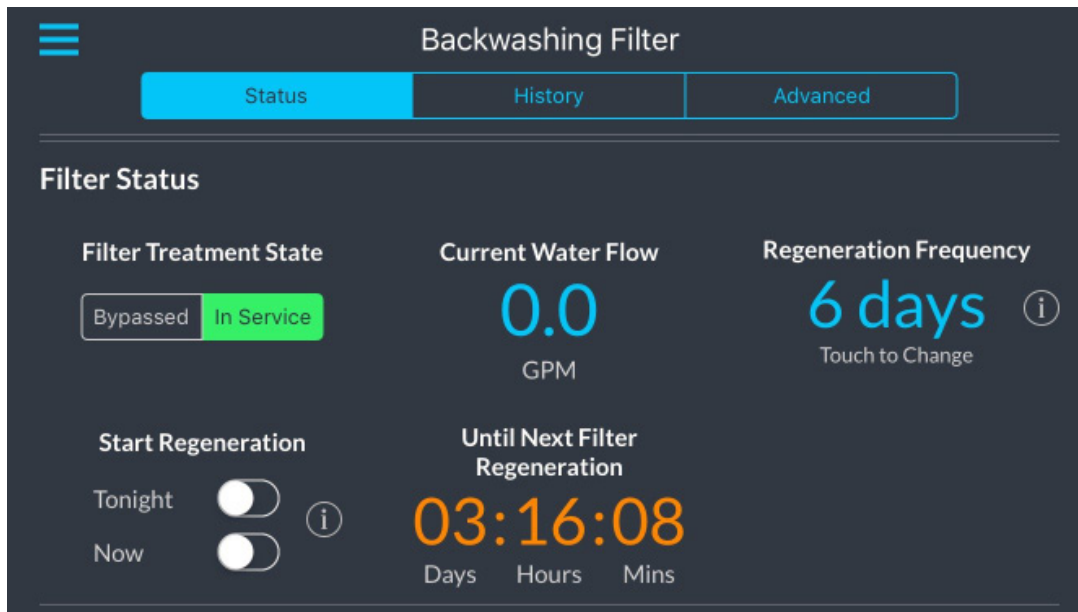 Backwashing Filter
Status History Advanced
Filter Status
Filter Treatment State
Bypassed In Service
Current Water Flow
0.0
GPM
Regeneration Frequency
6 days
i
Touch to Change
Start Regeneration
Tonight
i
Now
Until Next Filter
Regeneration
03:16:08
Days Hours Mins